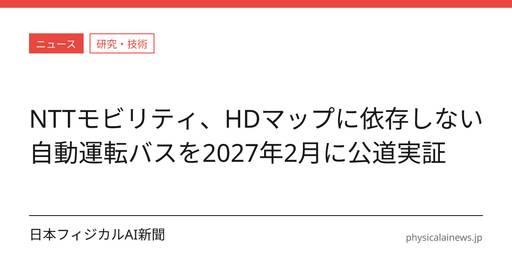 ニュース 研究・技術
NTTモビリティ、HDマップに依存しない
自動運転バスを2027年2月に公道実証
日本フィジカルAI新聞 physicalainews.jp